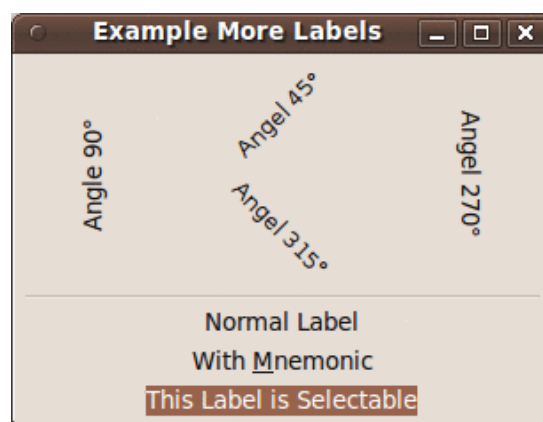 Example More Labels
Angle 90°
Angel 45°
Angel 315°
Angel 270°
Normal Label
With Mnemonic
This Label is Selectable